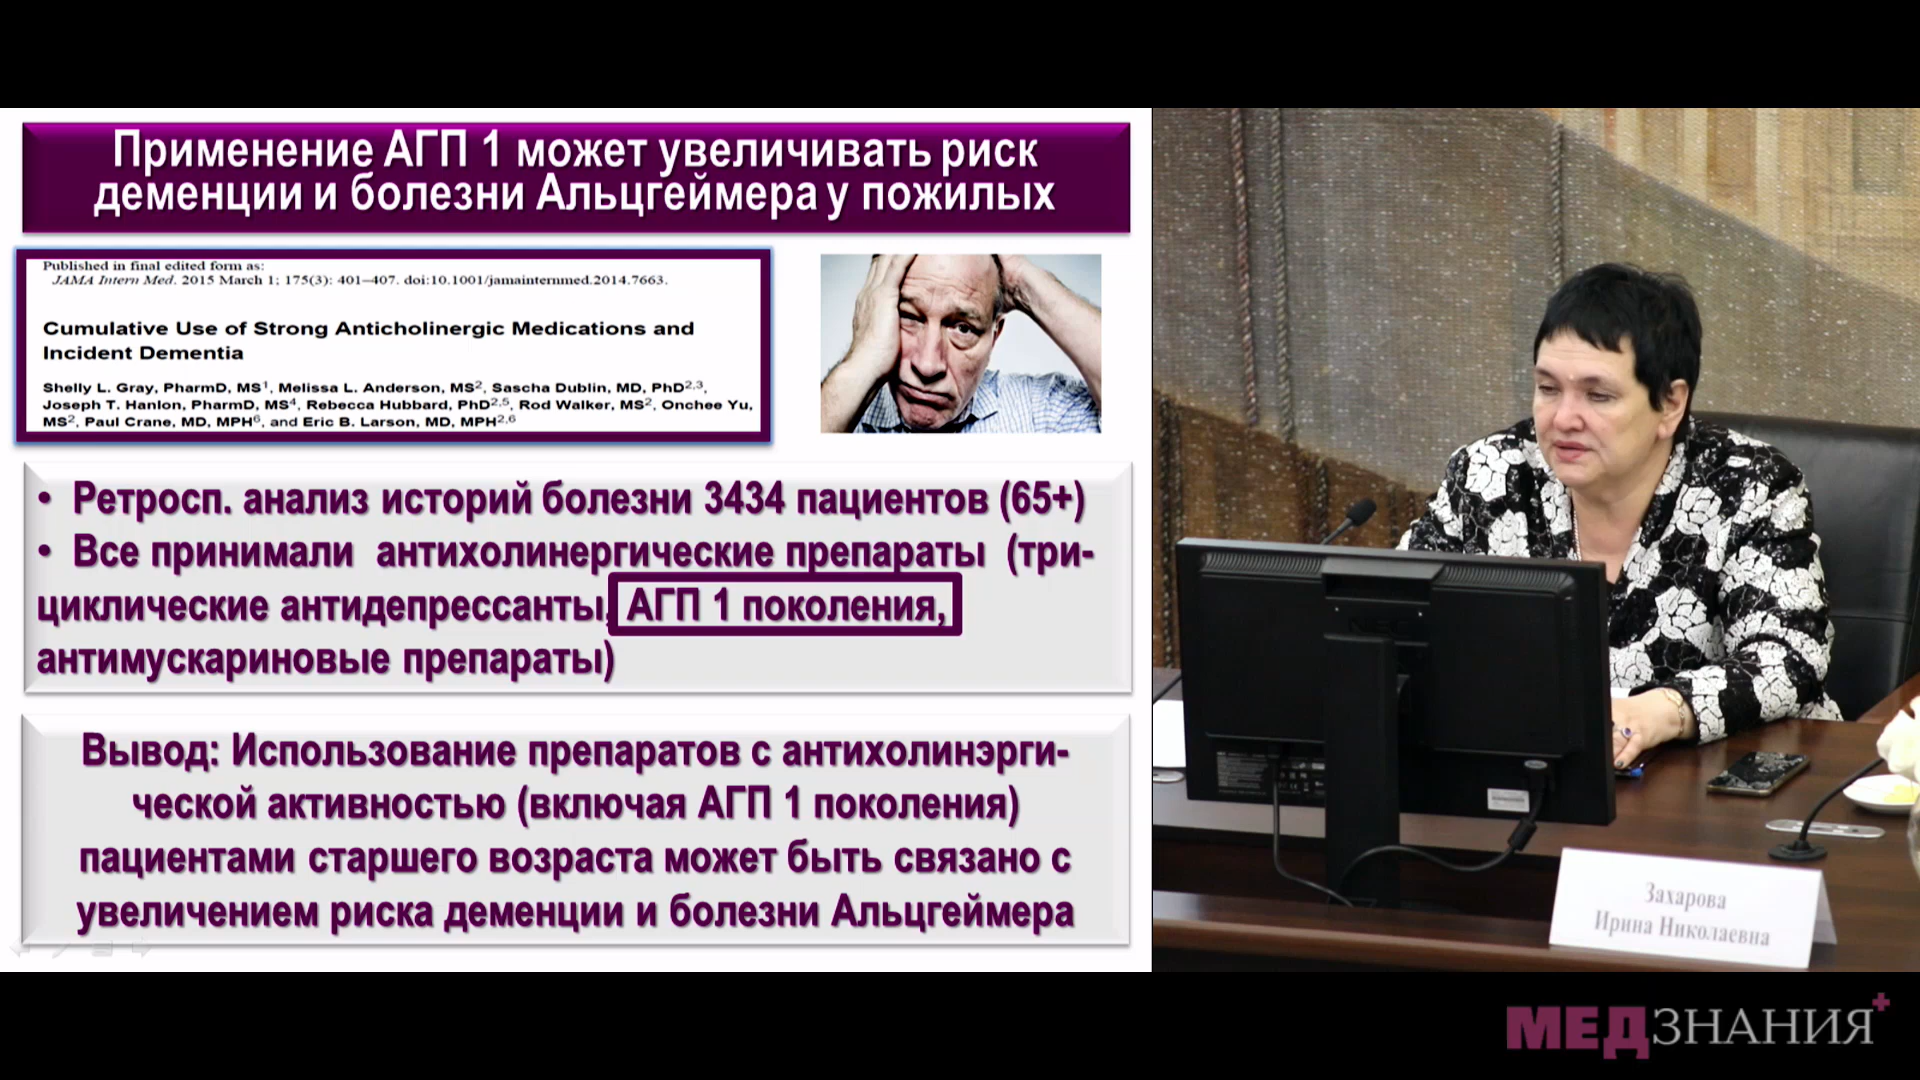 Применение АГП 1 может увеличивать риск
деменции и болезни Альцгеймера у пожилых
Published in final edited form as:
JAMA Intern Med. 2015 March 1; 175(3): 401–407. doi:10.1001/jamainternmed.2014.7663.
Cumulative Use of Strong Anticholinergic Medications and
Incident Dementia
Shelly L. Gray, PharmD, MS1, Melissa L. Anderson, MS2, Sascha Dublin, MD, PhD2,3,
Joseph T. Hanlon, PharmD, MS4, Rebecca Hubbard, PhD2,5, Rod Walker, MS2, Onchee Yu,
MS2, Paul Crane, MD, MPH6, and Eric B. Larson, MD, MPH2,6
• Ретросп. анализ историй болезни 3434 пациентов (65+)
• Все принимали антихолинергические препараты (три-
циклические антидепрессанты, АГП 1 поколения,
антимускариновые препараты)
Вывод: Использование препаратов с антихолинэрги-
ческой активностью (включая АГП 1 поколения)
пациентами старшего возраста может быть связано с
увеличением риска деменции и болезни Альцгеймера
Захарова
Ирина Николаевна
МЕДЗНАНИЯ+